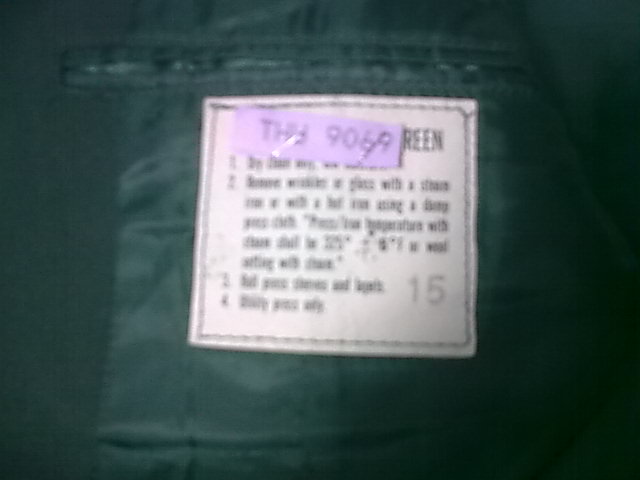 THU 9069 REEN
1. Dry clean only,
2. Remove wrinkles or glass with a steam
iron or with a hot iron using a damp
press cloth. "Press/Iron temperature with
steam shall be 325° F or wool
setting with steam."
3. Roll press sleeves and lapels.
4. Utility press only.
15